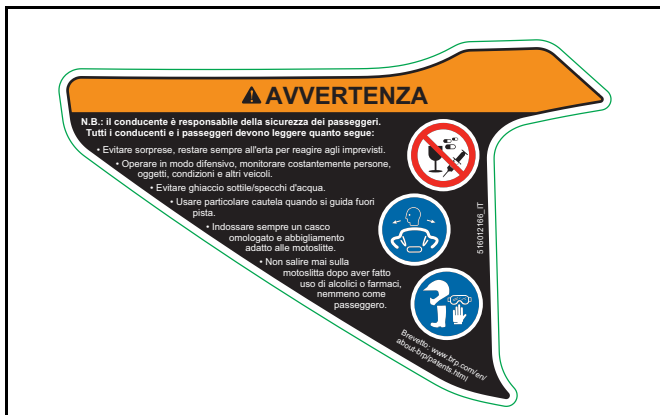 AVVERTENZA
N.B.: il conducente è responsabile della sicurezza dei passeggeri.
Tutti i conducenti e i passeggeri devono leggere quanto segue:
• Evitare sorprese, restare sempre all'erta per reagire agli imprevisti.
• Operare in modo difensivo, monitorare costantemente persone,
oggetti, condizioni e altri veicoli.
• Evitare ghiaccio sottile/specchi d'acqua.
• Usare particolare cautela quando si guida fuori
pista.
• Indossare sempre un casco
omologato e abbigliamento
adatto alle motoslitte.
• Non salire mai sulla
motoslitta dopo aver fatto
uso di alcolici o farmaci,
nemmeno come
passeggero.
516012166_IT
Brevetto: www.brp.com/en/
about-brp/patents.html